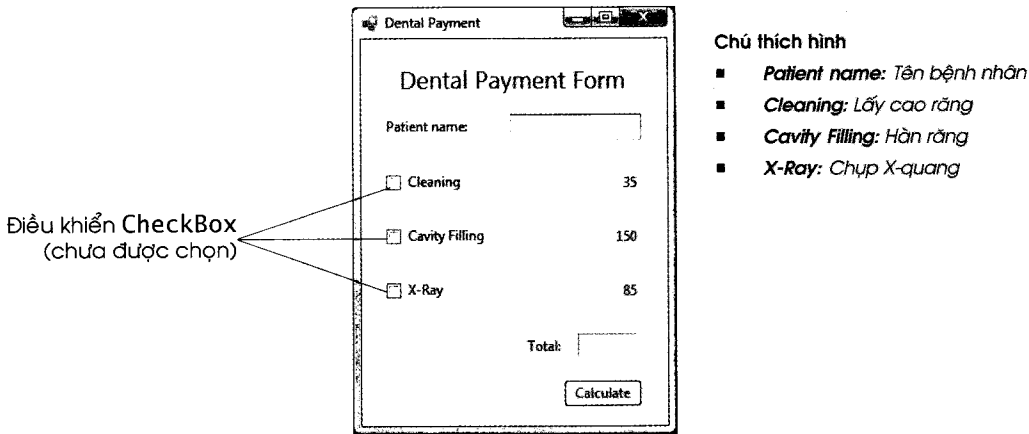 Dental Payment
Dental Payment Form
Patient name:
Cleaning 35
Cavity Filling 150
X-Ray 85
Total:
Calculate
Điều khiển CheckBox
(chưa được chọn)
Chú thích hình
▪ Patient name: Tên bệnh nhân
▪ Cleaning: Lấy cao răng
▪ Cavity Filling: Hàn răng
▪ X-Ray: Chụp X-quang